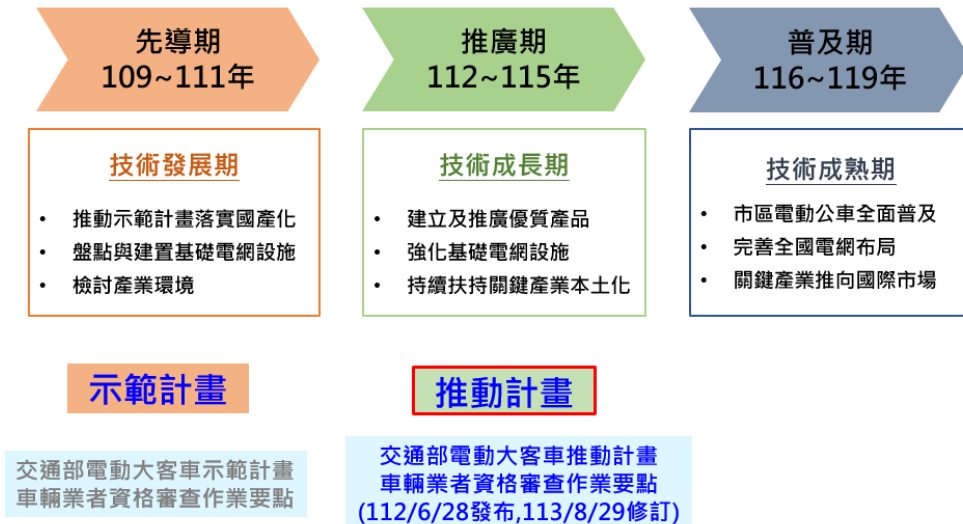 先導期
109~111年
技術發展期
• 推動示範計畫落實國產化
• 盤點與建置基礎電網設施
• 檢討產業環境
推廣期
112~115年
技術成長期
• 建立及推廣優質產品
• 強化基礎電網設施
• 持續扶持關鍵產業本土化
普及期
116~119年
技術成熟期
• 市區電動公車全面普及
• 完善全國電網布局
• 關鍵產業推向國際市場
示範計畫
交通部電動大客車示範計畫
車輛業者資格審查作業要點
推動計畫
交通部電動大客車推動計畫
車輛業者資格審查作業要點
(112/6/28發布,113/8/29修訂)